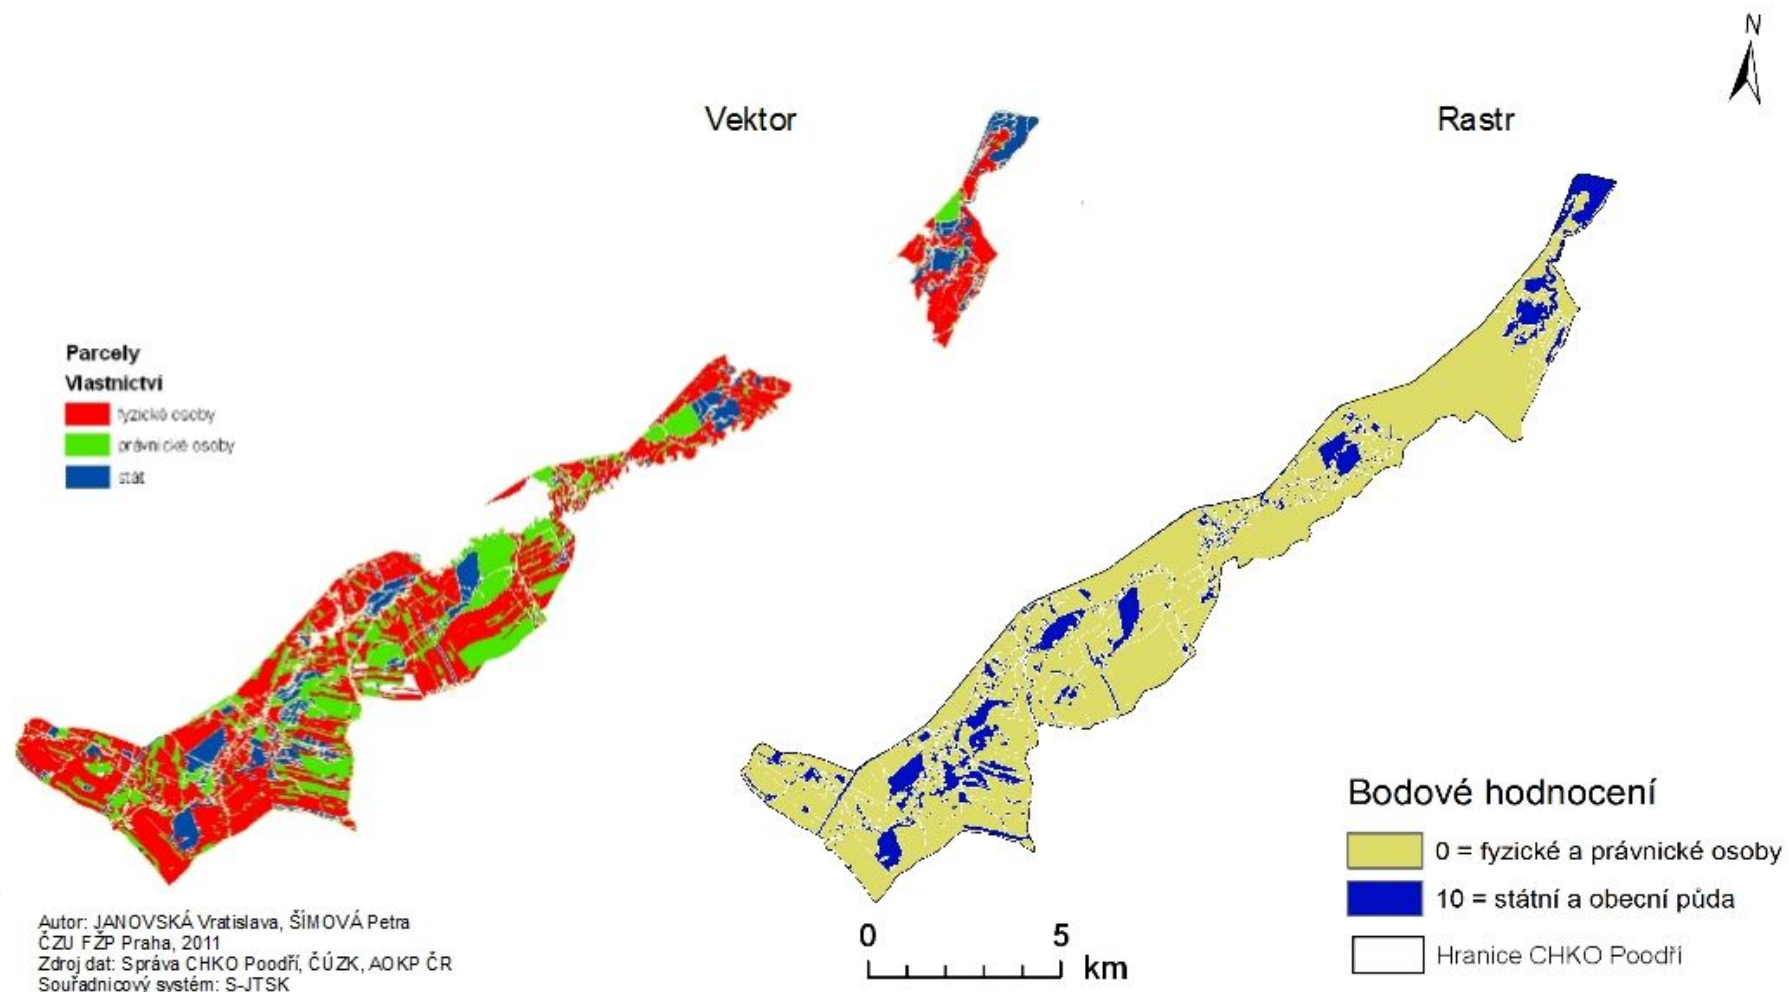 N
Vektor
Rastr
Parcely
Vlastnictví
fyzické osoby
právnické osoby
stát
Bodové hodnocení
0 = fyzické a právnické osoby
10 = státní a obecní půda
Hranice CHKO Poodří
0 5
km
Autor: JANOVSKÁ Vratislava, ŠÍMOVÁ Petra
ČZU FŽP Praha, 2011
Zdroj dat: Správa CHKO Poodří, ČÚZK, AOKP ČR
Souřadnicový systém: S-JTSK